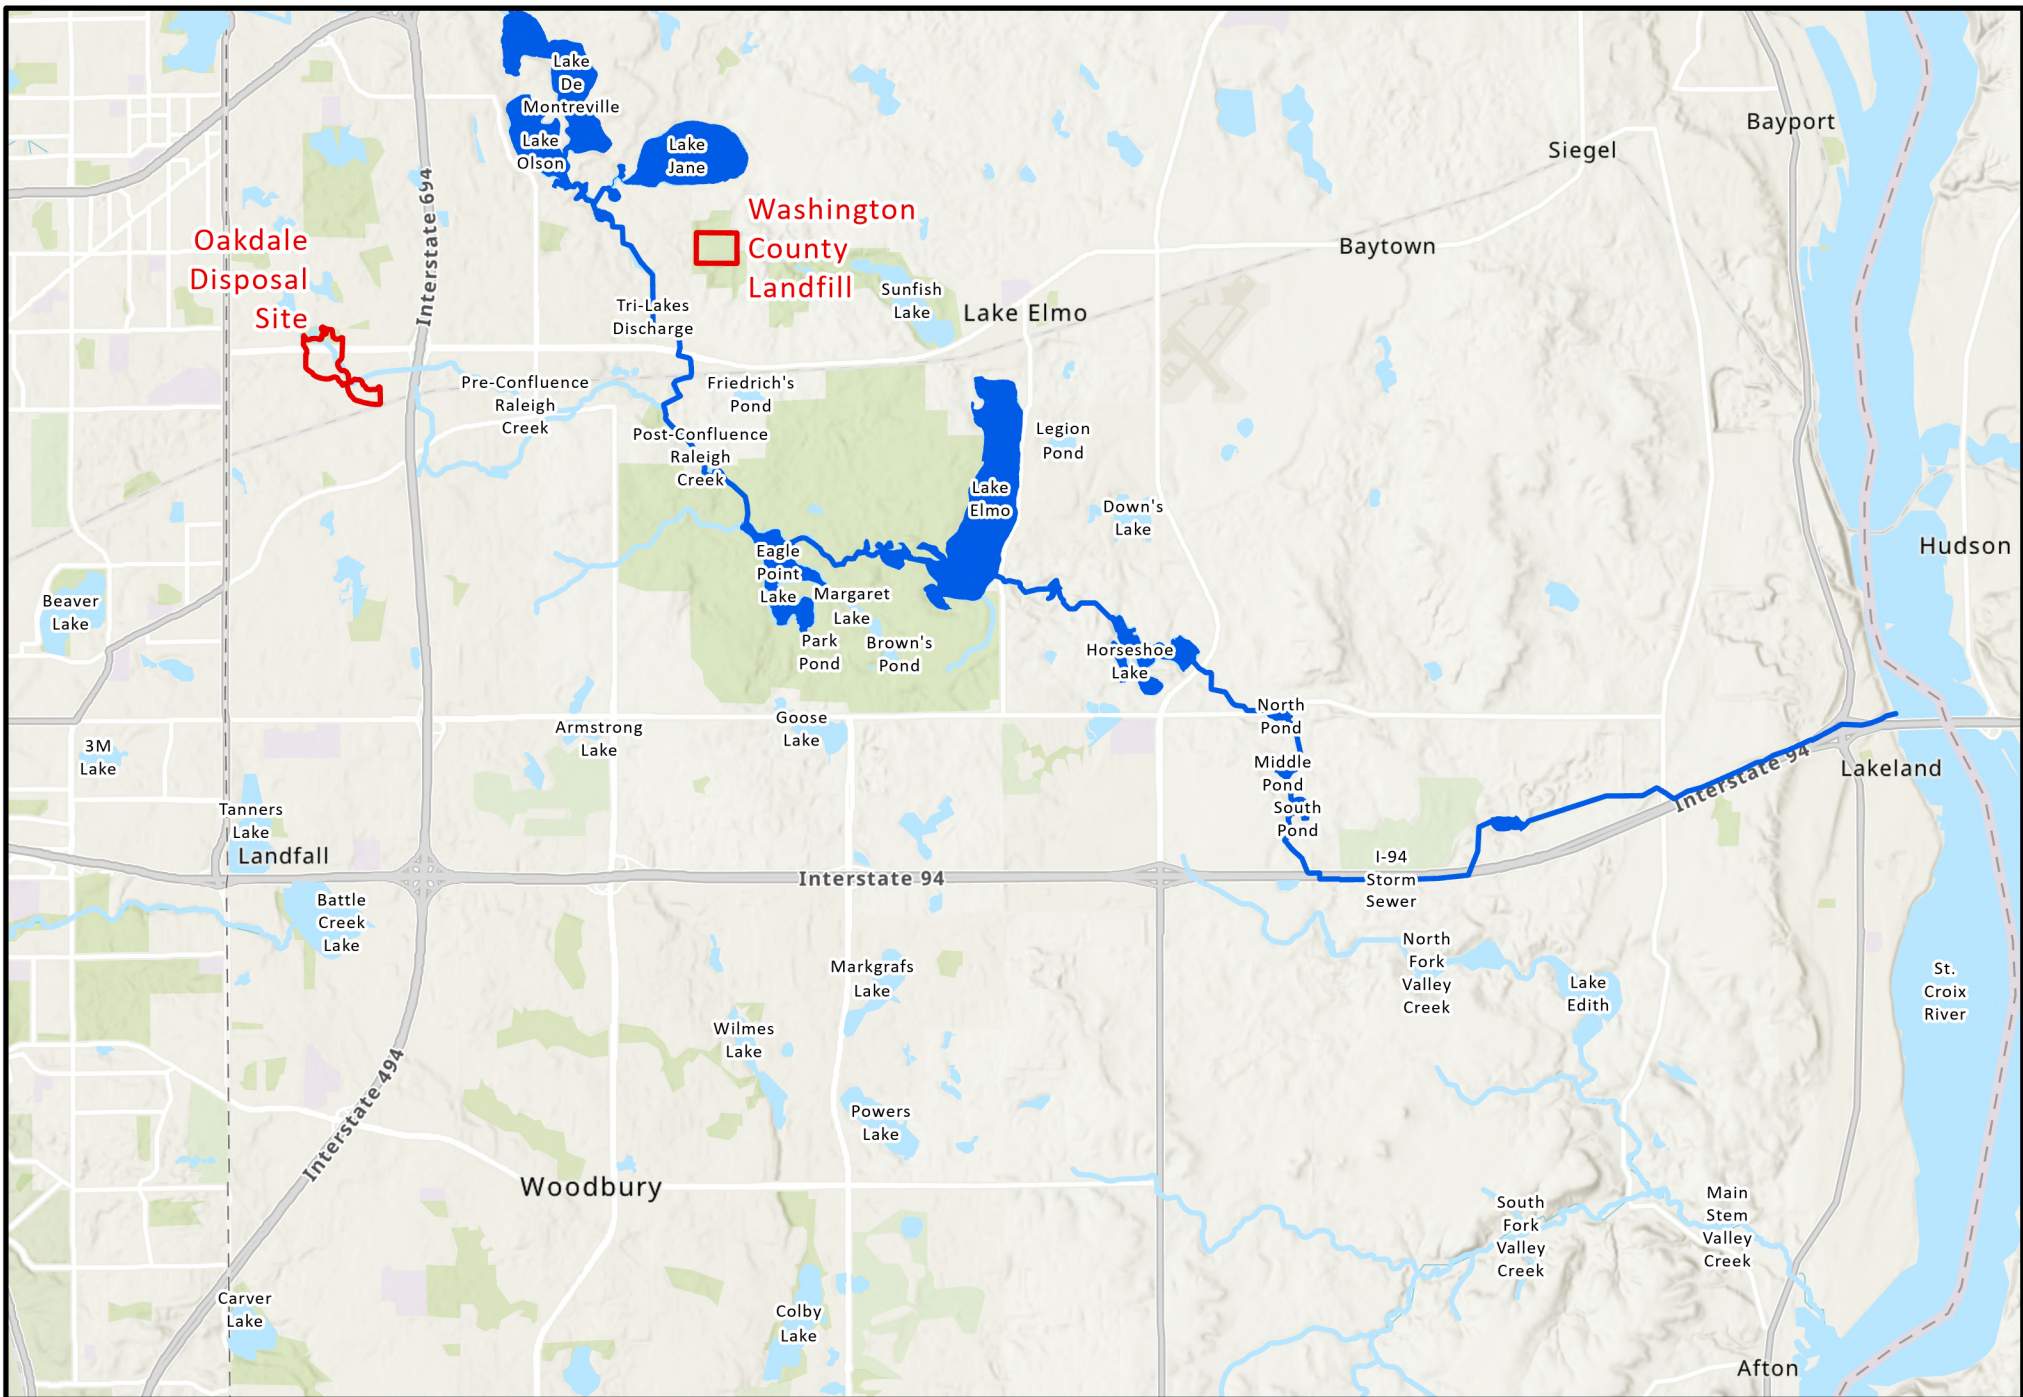 Lake
De
Montreville
Lake
Olson
Lake
Jane
Bayport
Siegel
Interstate 694
Washington
County
Landfill
Oakdale
Disposal
Site
Baytown
Sunfish
Lake
Lake Elmo
Tri-Lakes
Discharge
Pre-Confluence
Raleigh
Creek
Friedrich's
Pond
Post-Confluence
Raleigh
Creek
Legion
Pond
Lake
Elmo
Down's
Lake
Hudson
Eagle
Point
Lake
Margaret
Lake
Beaver
Lake
Park
Pond
Brown's
Pond
Horseshoe
Lake
North
Pond
Armstrong
Lake
Goose
Lake
3M
Lake
Middle
Pond
Interstate 94
Lakeland
South
Pond
Tanners
Lake
Landfall
I-94
Storm
Sewer
Interstate 94
Battle
Creek
Lake
North
Fork
Valley
Creek
Markgrafs
Lake
Lake
Edith
St.
Croix
River
Wilmes
Lake
Interstate 494
Powers
Lake
Woodbury
South
Fork
Valley
Creek
Main
Stem
Valley
Creek
Carver
Lake
Colby
Lake
Afton